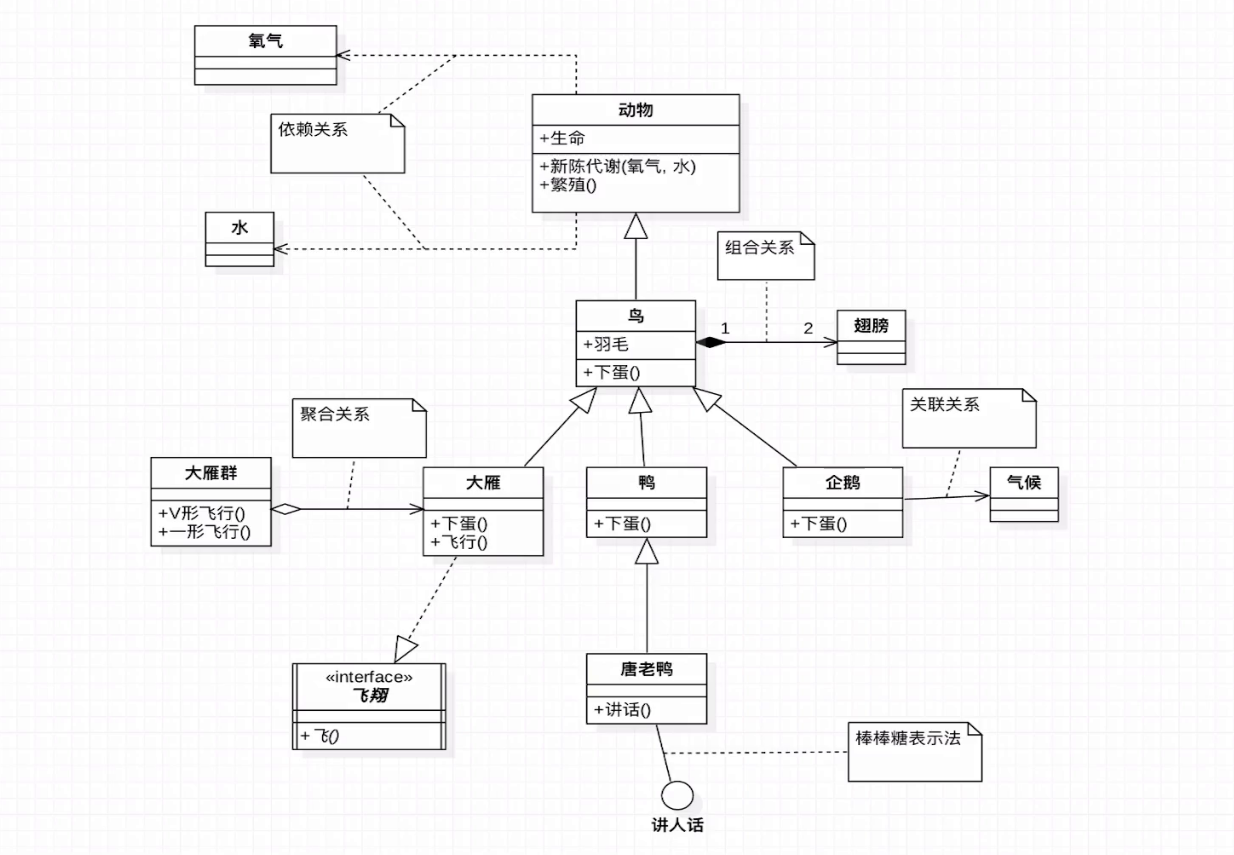 氧气
动物
+生命
+新陈代谢(氧气, 水)
+繁殖()
依赖关系
水
组合关系
鸟
+羽毛
+下蛋()
1
2
翅膀
聚合关系
关联关系
大雁群
+V形飞行()
+一形飞行()
大雁
+下蛋()
+飞行()
鸭
+下蛋()
企鹅
+下蛋()
气候
«interface»
飞翔
+飞()
唐老鸭
+讲话()
棒棒糖表示法
讲人话